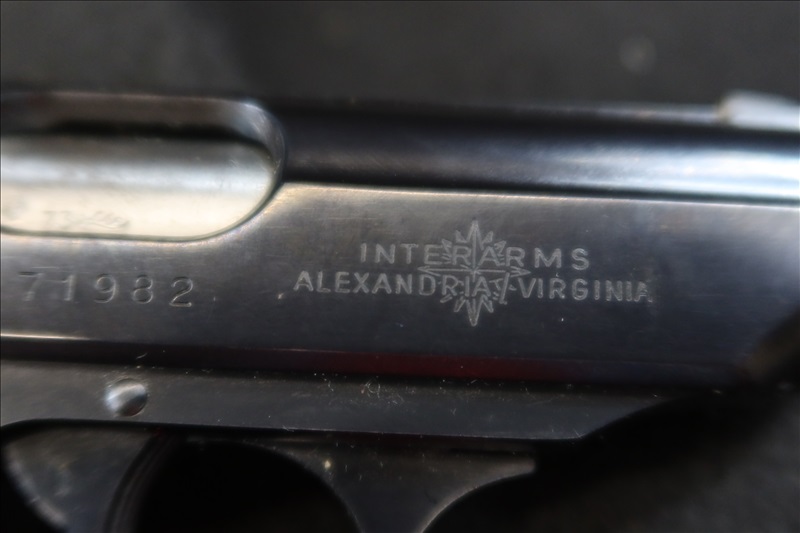 INTERARMS
ALEXANDRIA, VIRGINIA
71982